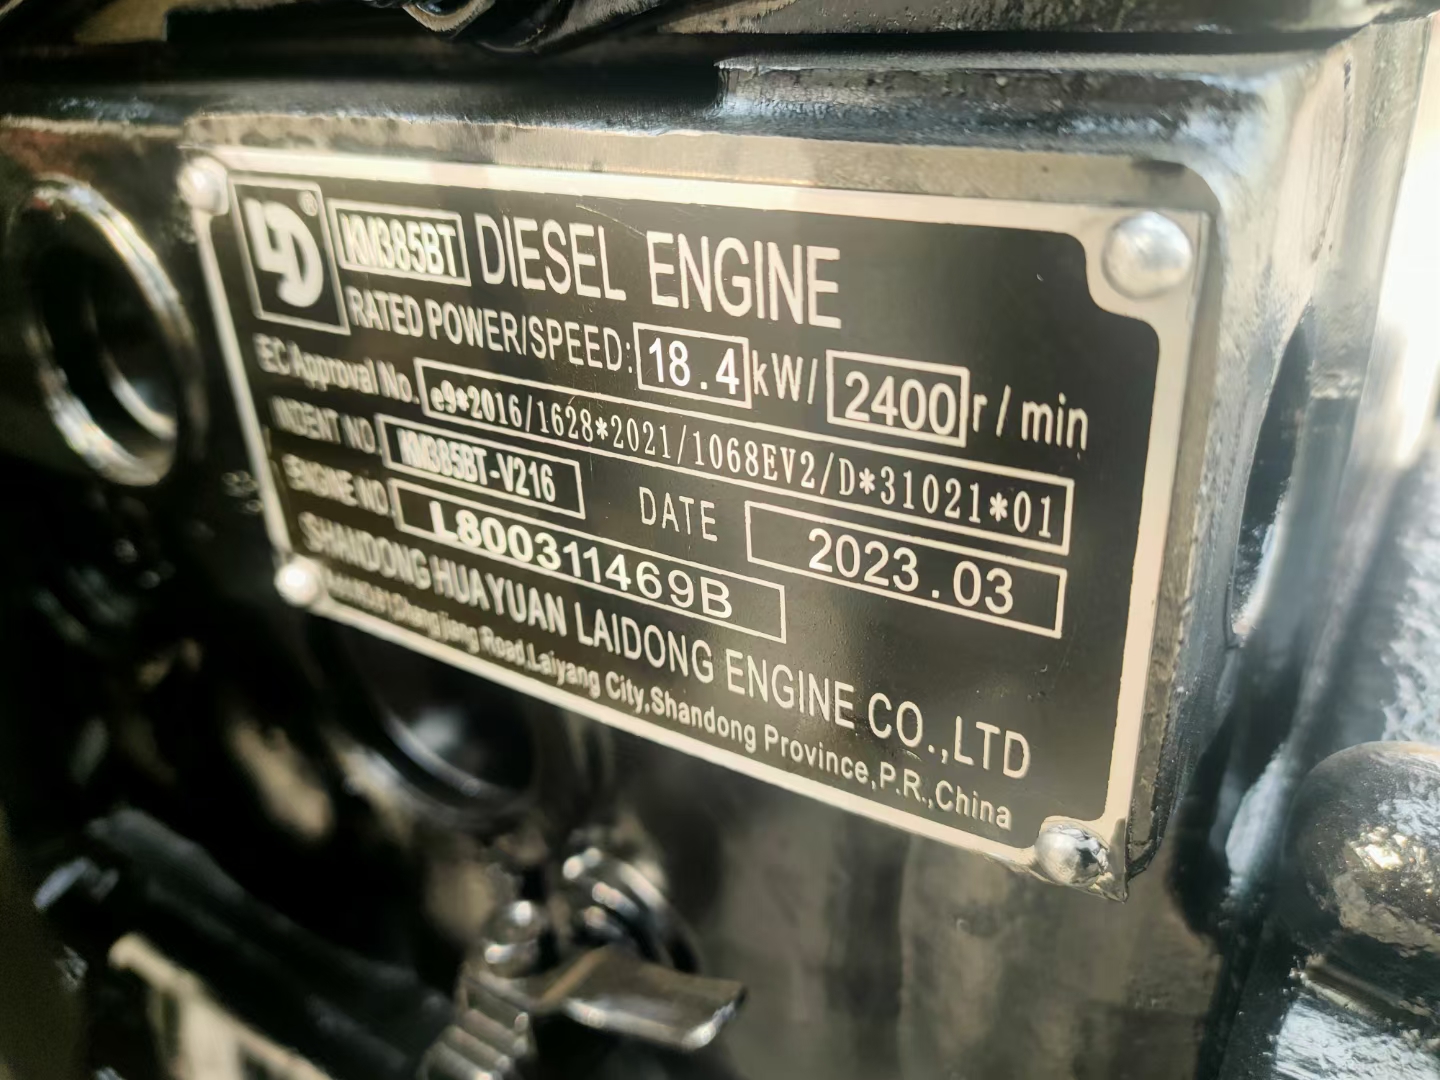 LD® KM385BT DIESEL ENGINE
RATED POWER/SPEED: 18.4 kW/ 2400 r/min
EC Approval No. e9*2016/1628*2021/1068EV2/D*31021*01
INDENT NO. KM385BT-V216 DATE 2023.03
ENGINE NO. L800311469B
SHANDONG HUAYUAN LAIDONG ENGINE CO.,LTD
Shangjiang Road,Laiyang City,Shandong Province,P.R.,China